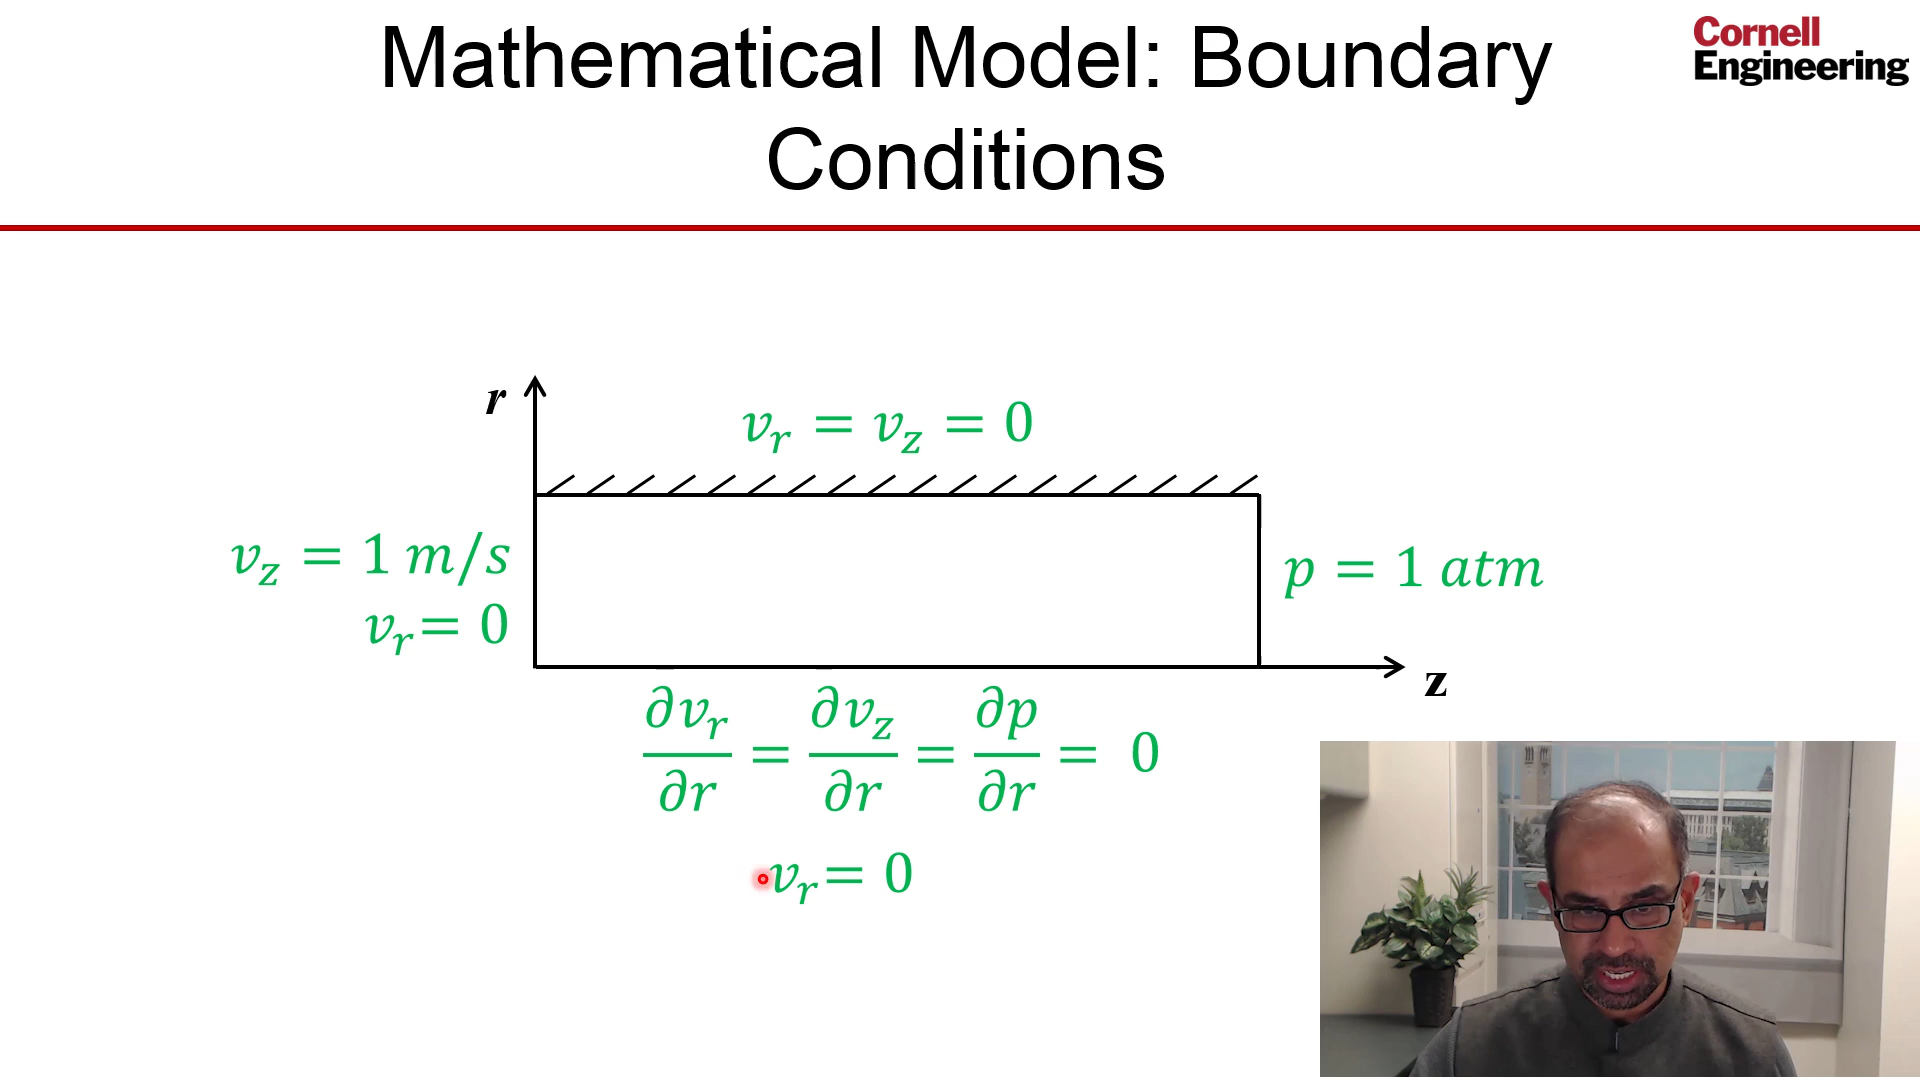 Mathematical Model: Boundary
Conditions
Cornell
Engineering
r
v_r = v_z = 0
v_z = 1 m/s
v_r = 0
p = 1 atm
z
∂v_r/∂r = ∂v_z/∂r = ∂p/∂r = 0
v_r = 0